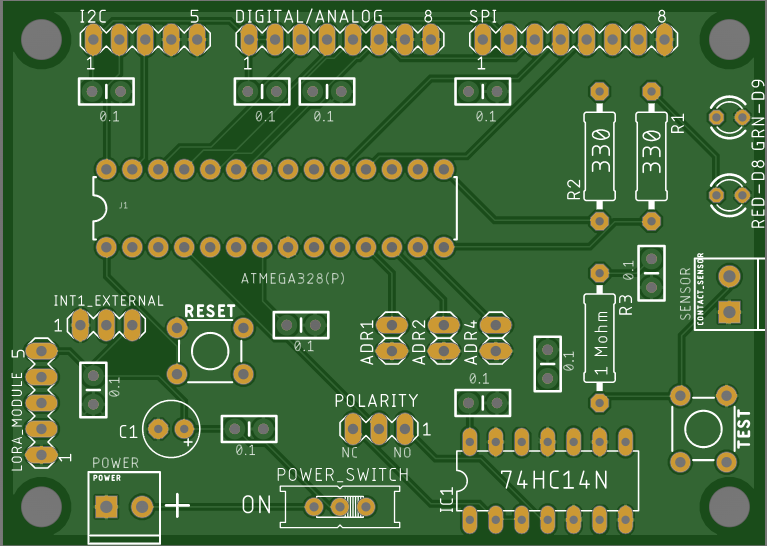 I2C 5 DIGITAL/ANALOG 8 SPI 8
1 1 1
0.1 0.1 0.1 0.1
R1 GRN-D9
330 330
R2 RED-D8
J1
ATMEGA328(P)
0.1
SENSOR CONTACT_SENSOR
INT1_EXTERNAL
RESET
0.1
ADR1 ADR2 ADR4
R3
1 Mohm
0.1
5
LORA_MODULE
1
0.1
0.1
POLARITY
C1 + 1
NC NO
0.1
TEST
POWER
POWER
+
POWER_SWITCH
ON
IC1 74HC14N